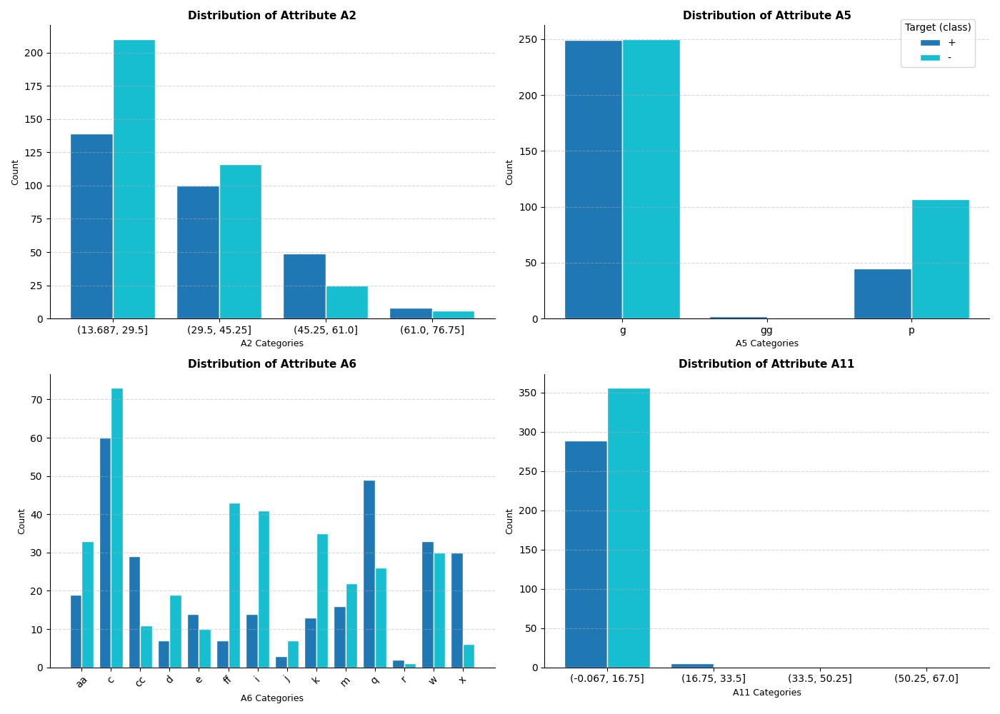 Distribution of Attribute A2
200
175
150
125
100
75
50
25
0
Count
(13.687, 29.5]
(29.5, 45.25]
(45.25, 61.0]
(61.0, 76.75]
A2 Categories
Distribution of Attribute A5
Target (class)
+
-
250
200
150
100
50
0
Count
g
gg
p
A5 Categories
Distribution of Attribute A6
70
60
50
40
30
20
10
0
Count
aa
c
cc
d
e
ff
i
j
k
m
q
r
w
x
A6 Categories
Distribution of Attribute A11
350
300
250
200
150
100
50
0
Count
(-0.067, 16.75]
(16.75, 33.5]
(33.5, 50.25]
(50.25, 67.0]
A11 Categories